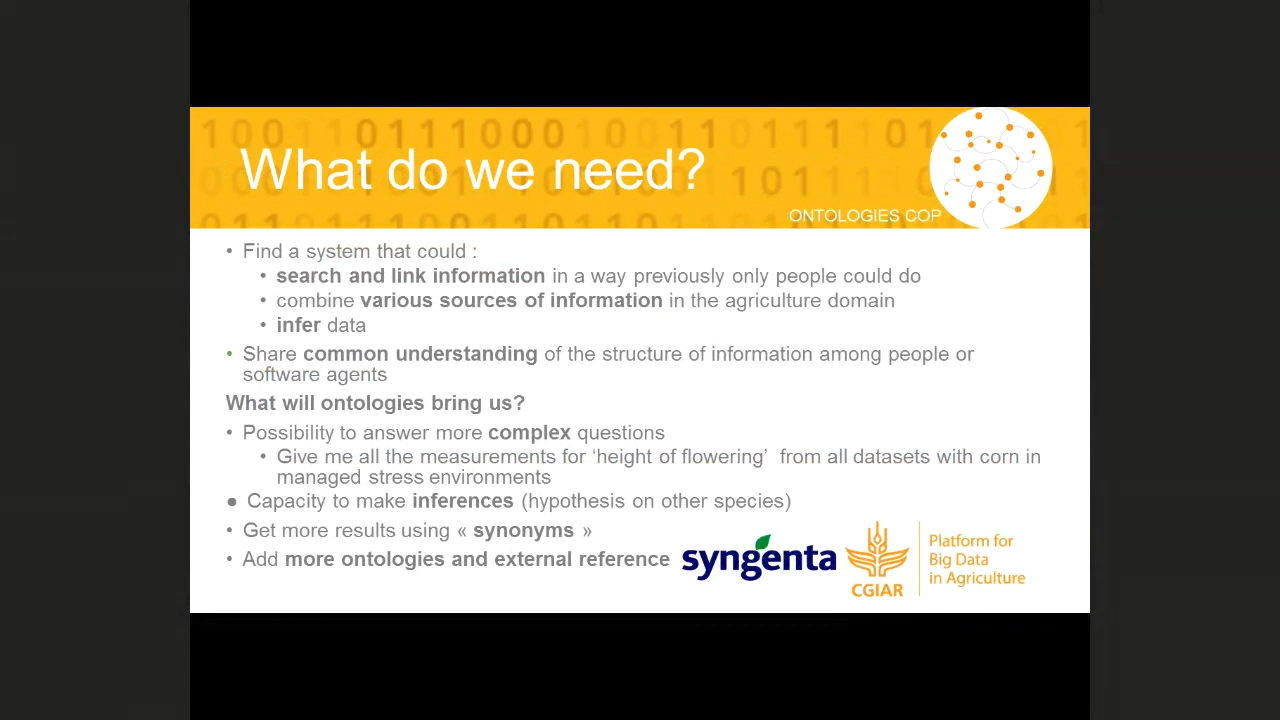 What do we need?
ONTOLOGIES COP
• Find a system that could :
• search and link information in a way previously only people could do
• combine various sources of information in the agriculture domain
• infer data
• Share common understanding of the structure of information among people or
software agents
What will ontologies bring us?
• Possibility to answer more complex questions
• Give me all the measurements for ‘height of flowering’ from all datasets with corn in
managed stress environments
● Capacity to make inferences (hypothesis on other species)
• Get more results using « synonyms »
• Add more ontologies and external reference
syngenta
CGIAR
Platform for
Big Data
in Agriculture